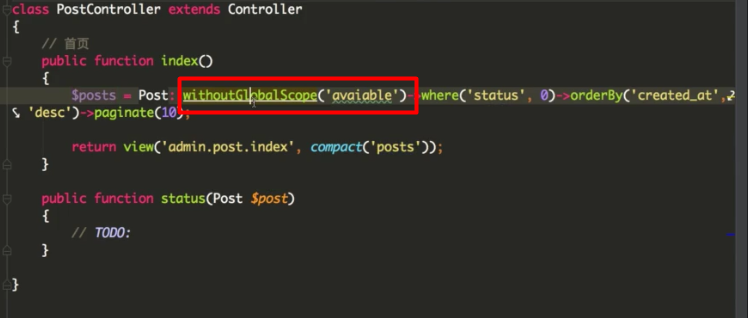 class PostController extends Controller
{
// 首页
public function index()
{
$posts = Post::withoutGlobalScope('avaiable')->where('status', 0)->orderBy('created_at',
'desc')->paginate(10);
return view('admin.post.index', compact('posts'));
}
public function status(Post $post)
{
// TODO:
}
}